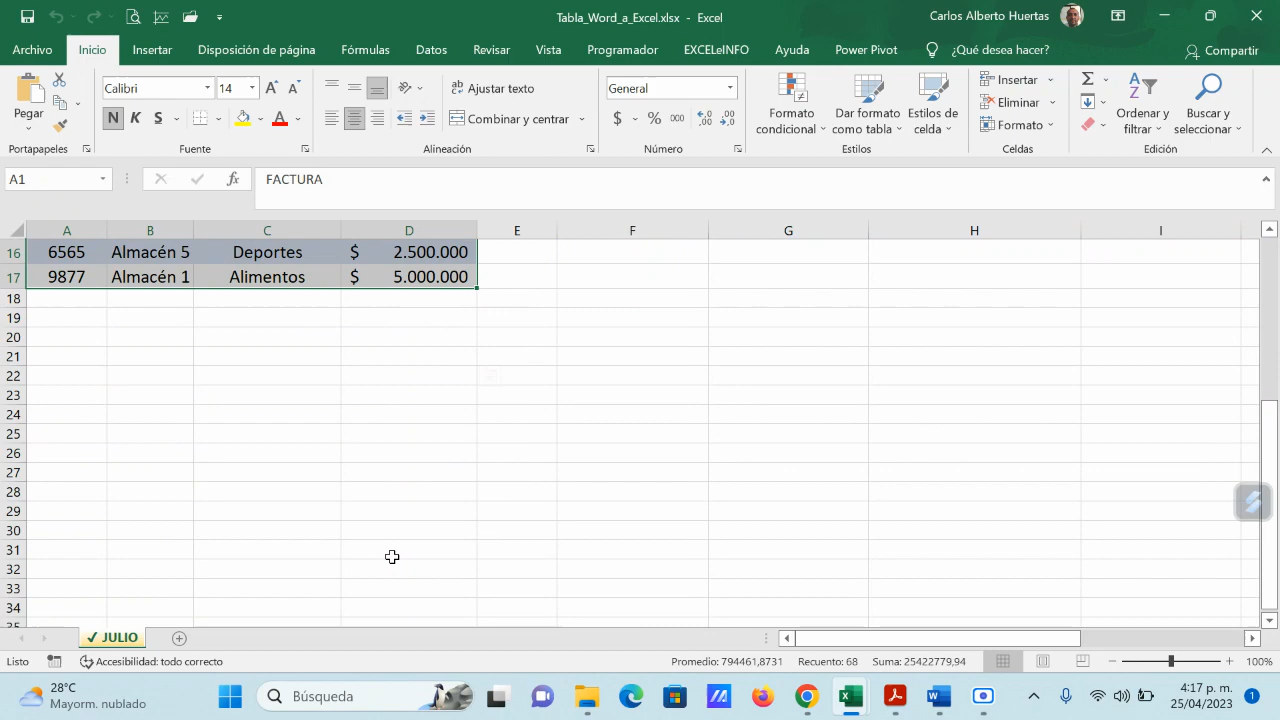 Tabla_Word_a_Excel.xlsx - Excel
Carlos Alberto Huertas
Archivo Inicio Insertar Disposición de página Fórmulas Datos Revisar Vista Programador EXCELeINFO Ayuda Power Pivot ¿Qué desea hacer? Compartir
Pegar
Calibri 14
N K S
Ajustar texto
Combinar y centrar
General
$ % 000
Formato condicional
Dar formato como tabla
Estilos de celda
Insertar
Eliminar
Formato
Ordenar y filtrar
Buscar y seleccionar
Portapapeles Fuente Alineación Número Estilos Celdas Edición
A1 fx FACTURA
A B C D E F G H I
16 6565 Almacén 5 Deportes $ 2.500.000
17 9877 Almacén 1 Alimentos $ 5.000.000
18
19
20
21
22
23
24
25
26
27
28
29
30
31
32
33
34
35
✓ JULIO
Listo Accesibilidad: todo correcto Promedio: 794461,8731 Recuento: 68 Suma: 25422779,94 100%
28°C
Mayorm. nublado
Búsqueda
4:17 p. m.
25/04/2023
1